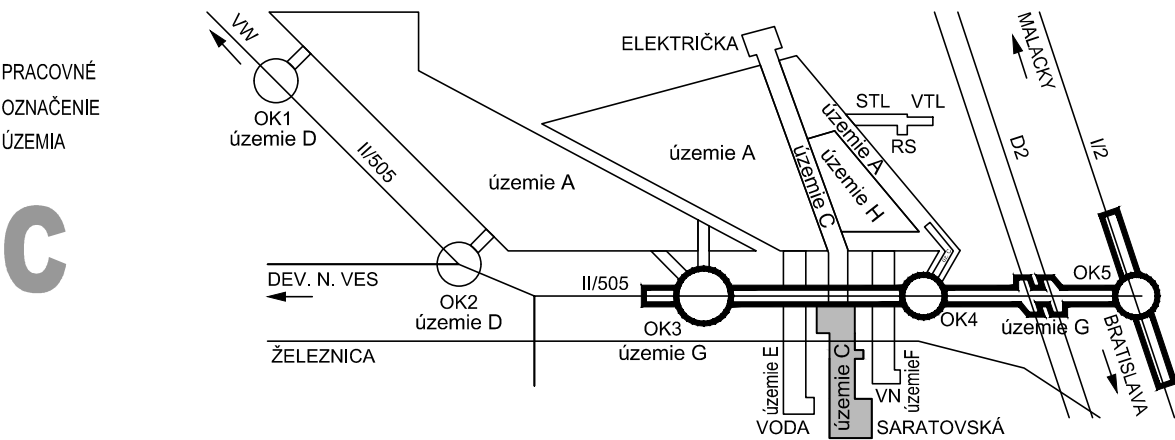 PRACOVNÉ
OZNAČENIE
ÚZEMIA
C
VW
OK1
územie D
II/505
územie A
DEV. N. VES
OK2
územie D
ŽELEZNICA
ELEKTRIČKA
územie A
územie C
územie H
územie A
STL VTL
RS
D2
I/2
MALACKY
II/505
OK3
územie G
OK4
OK5
územie G
BRATISLAVA
územie E
VODA
územie C
SARATOVSKÁ
VN
územieF